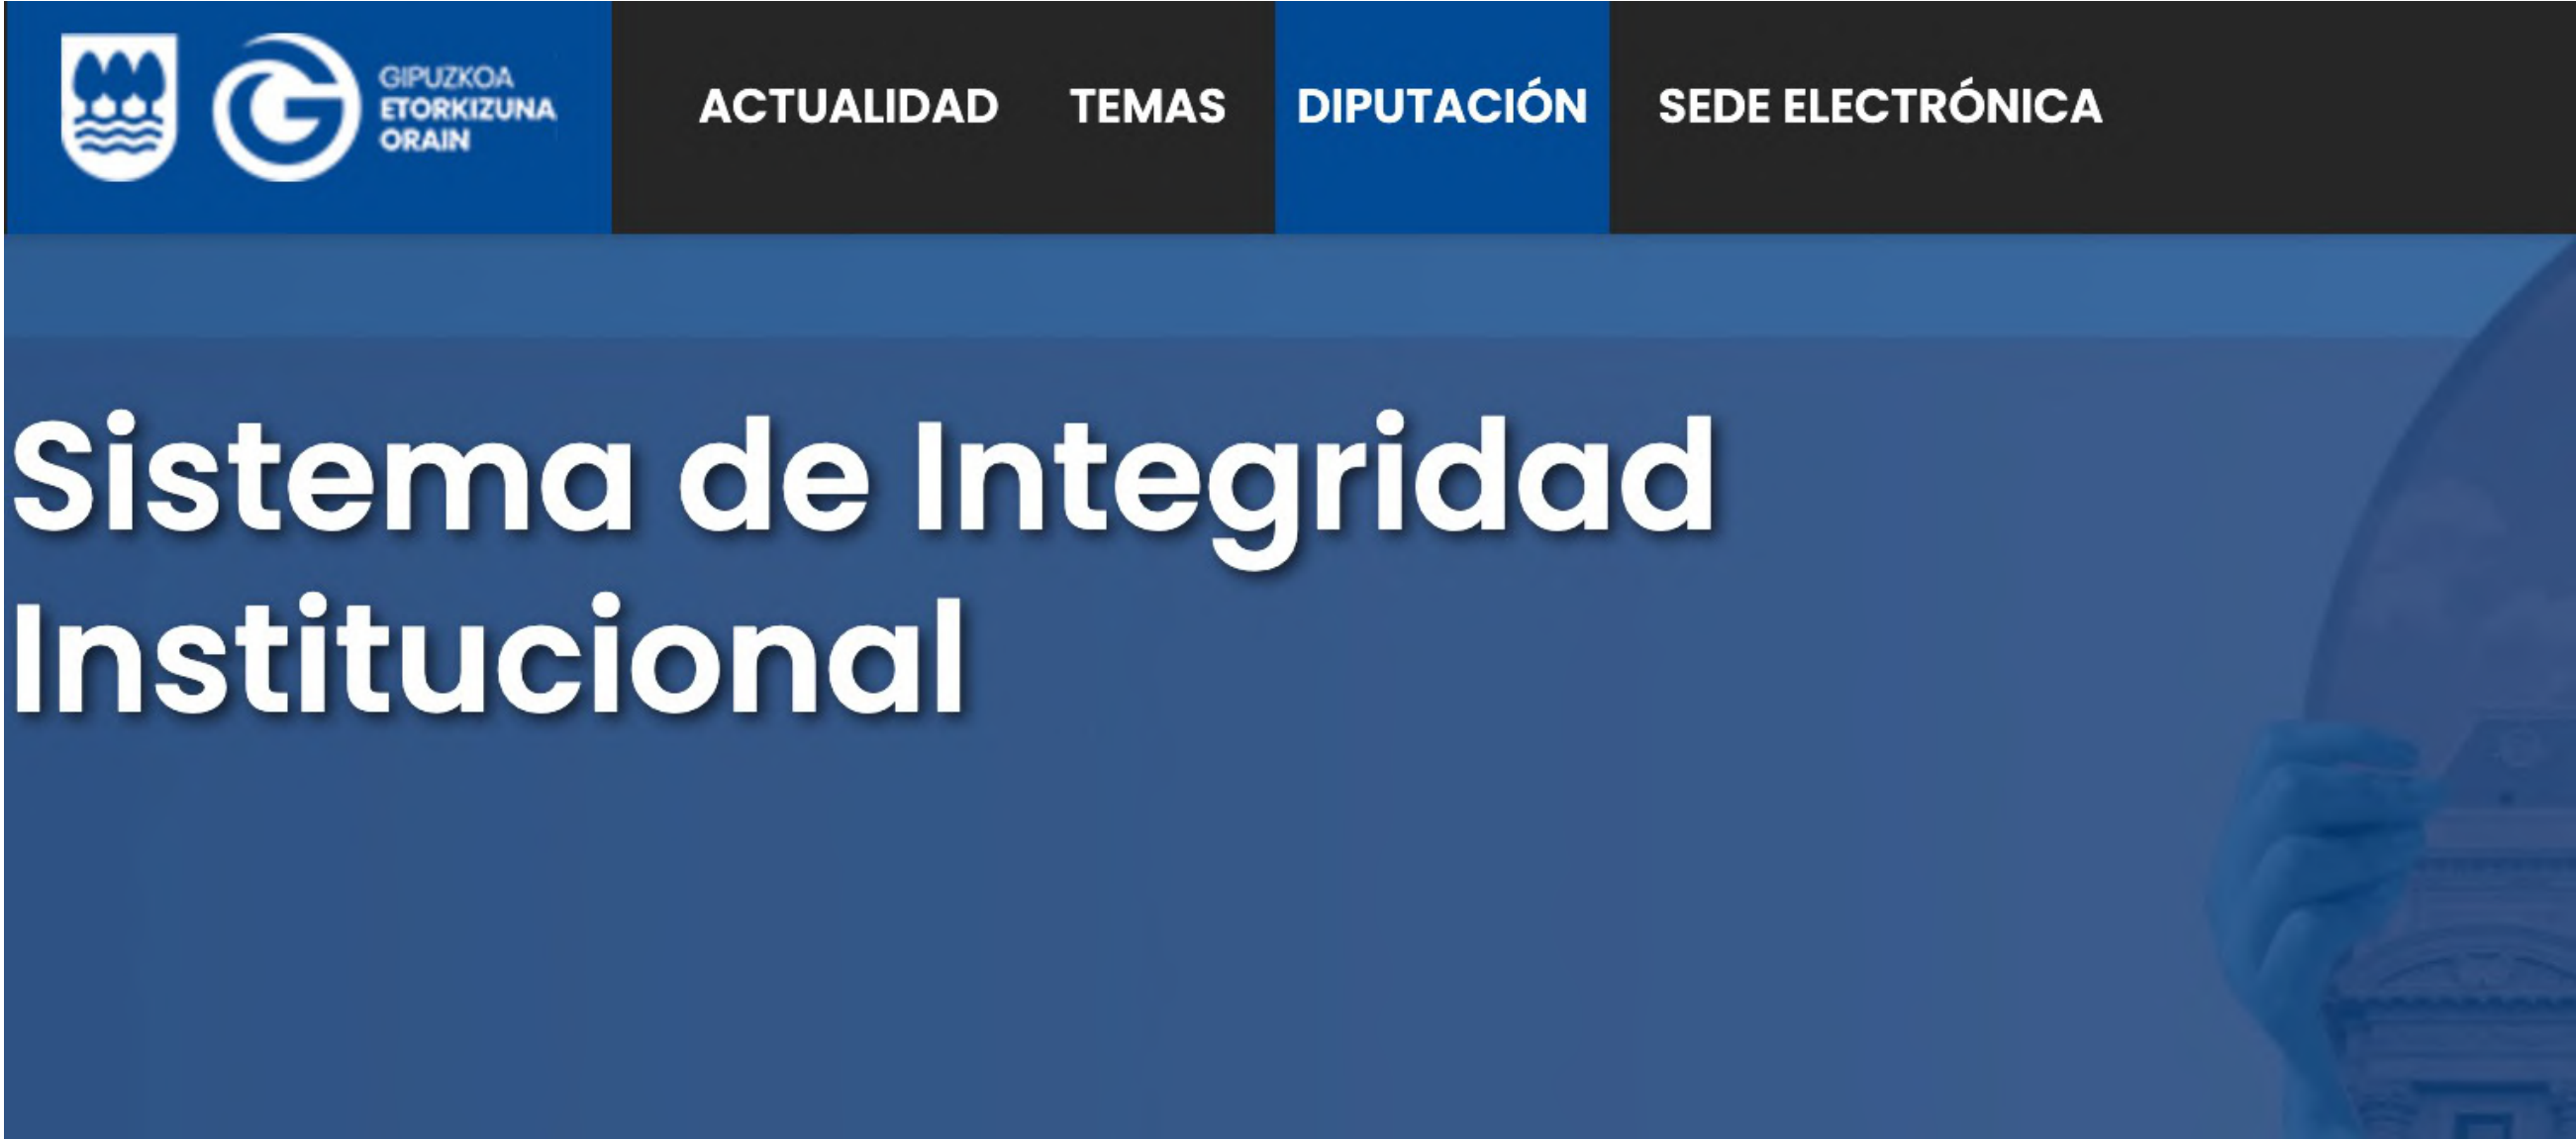 GIPUZKOA
ETORKIZUNA
ORAIN
ACTUALIDAD TEMAS DIPUTACIÓN SEDE ELECTRÓNICA
Sistema de Integridad
Institucional